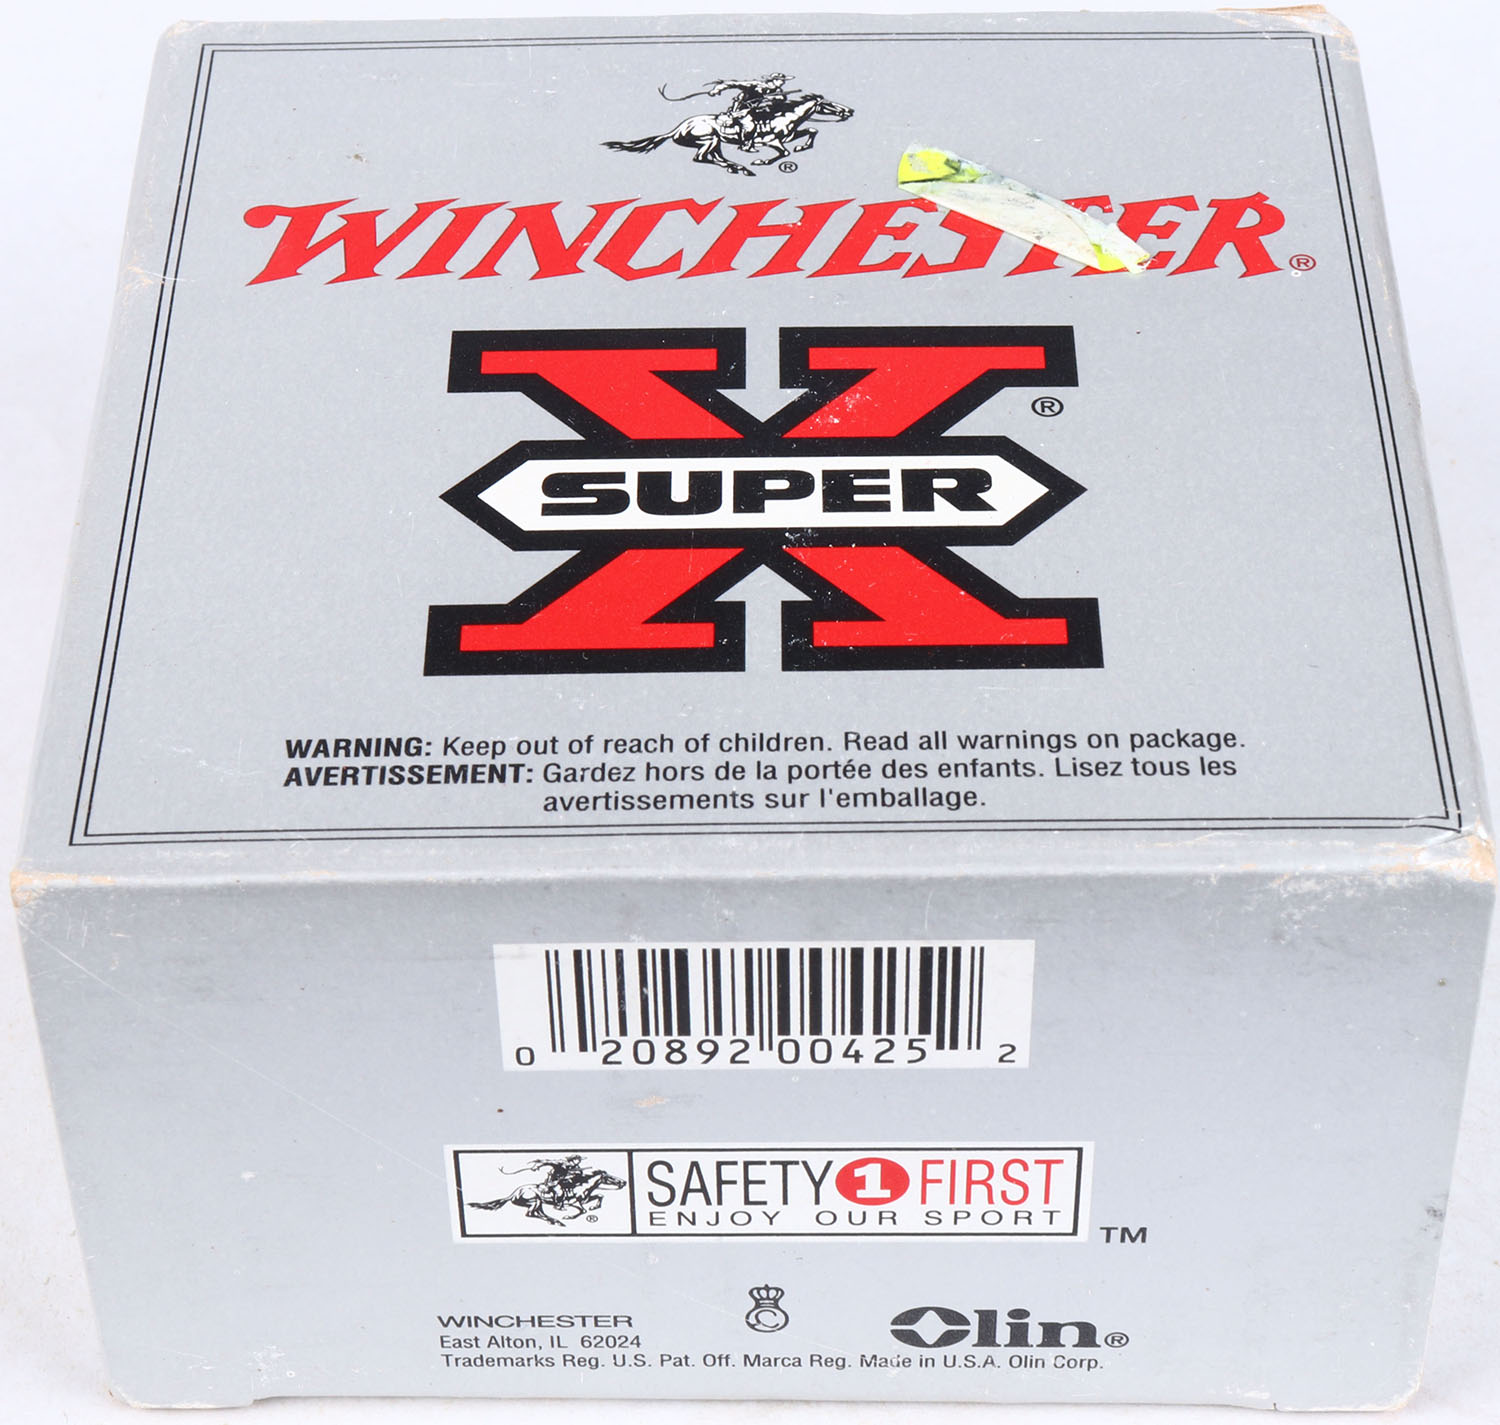 ®
WINCHESTER®
X®
SUPER
WARNING: Keep out of reach of children. Read all warnings on package.
AVERTISSEMENT: Gardez hors de la portée des enfants. Lisez tous les
avertissements sur l'emballage.
0 20892 00425 2
SAFETY 1 FIRST
® ENJOY OUR SPORT TM
WINCHESTER
East Alton, IL 62024
C
Olin®
Trademarks Reg. U.S. Pat. Off. Marca Reg. Made in U.S.A. Olin Corp.